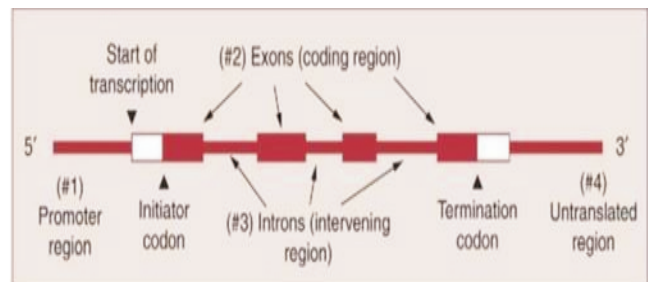 Start of
transcription
(#2) Exons (coding region)
5′
3′
(#1)
Promoter
region
Initiator
codon
(#3) Introns (intervening
region)
Termination
codon
(#4)
Untranslated
region